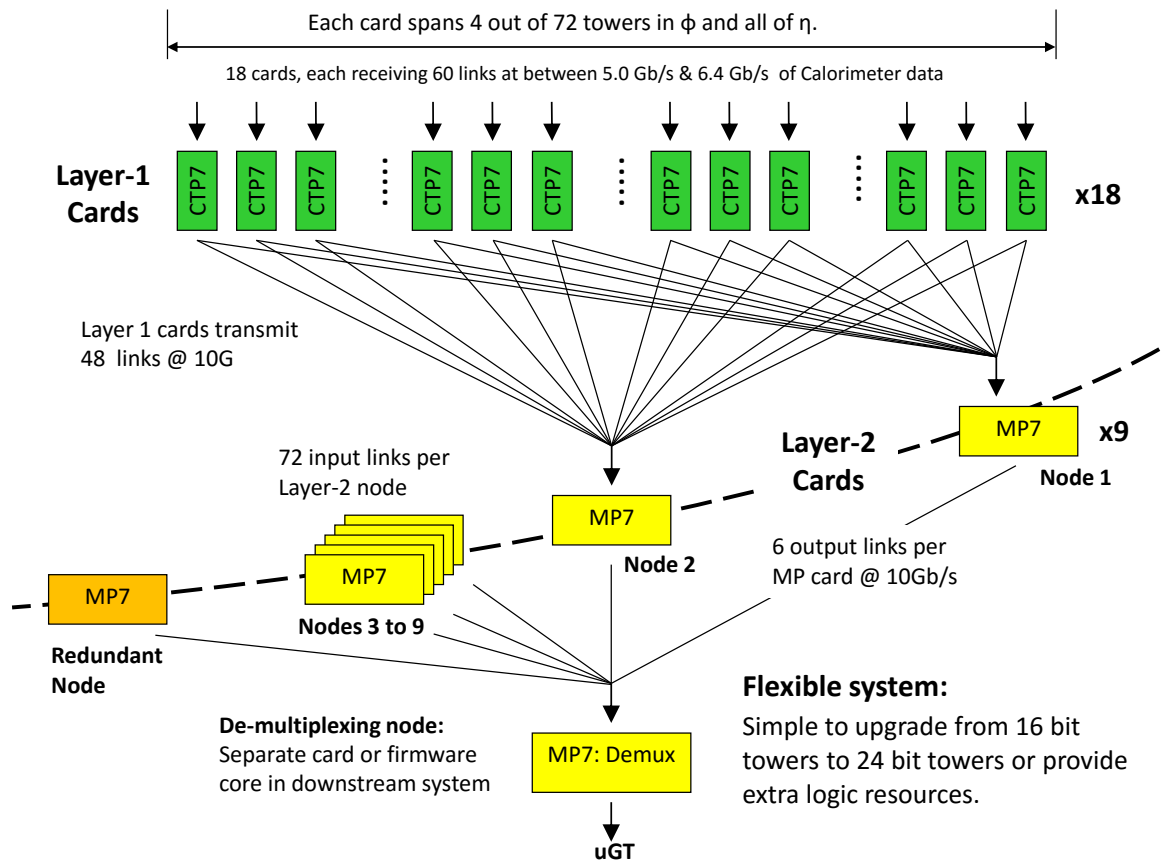 Each card spans 4 out of 72 towers in ϕ and all of η.
18 cards, each receiving 60 links at between 5.0 Gb/s & 6.4 Gb/s of Calorimeter data
Layer-1
Cards
CTP7
CTP7
CTP7
CTP7
CTP7
CTP7
CTP7
CTP7
CTP7
CTP7
CTP7
CTP7
x18
Layer 1 cards transmit
48 links @ 10G
MP7
x9
Node 1
Layer-2
Cards
72 input links per
Layer-2 node
MP7
Node 2
6 output links per
MP card @ 10Gb/s
MP7
Nodes 3 to 9
MP7
Redundant
Node
De-multiplexing node:
Separate card or firmware
core in downstream system
MP7: Demux
uGT
Flexible system:
Simple to upgrade from 16 bit
towers to 24 bit towers or provide
extra logic resources.